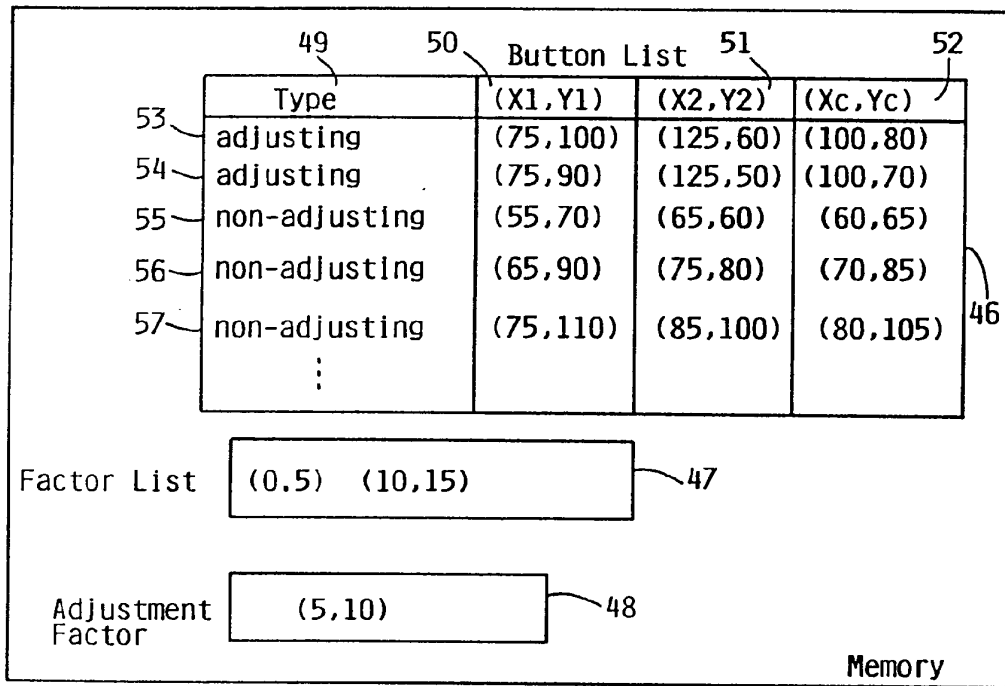 49 50 Button List 51 52
Type (X1,Y1) (X2,Y2) (Xc,Yc)
53 adjusting (75,100) (125,60) (100,80)
54 adjusting (75,90) (125,50) (100,70)
55 non-adjusting (55,70) (65,60) (60,65)
56 non-adjusting (65,90) (75,80) (70,85)
57 non-adjusting (75,110) (85,100) (80,105)
46
Factor List (0.5) (10,15) 47
Adjustment (5,10) 48
Factor
Memory